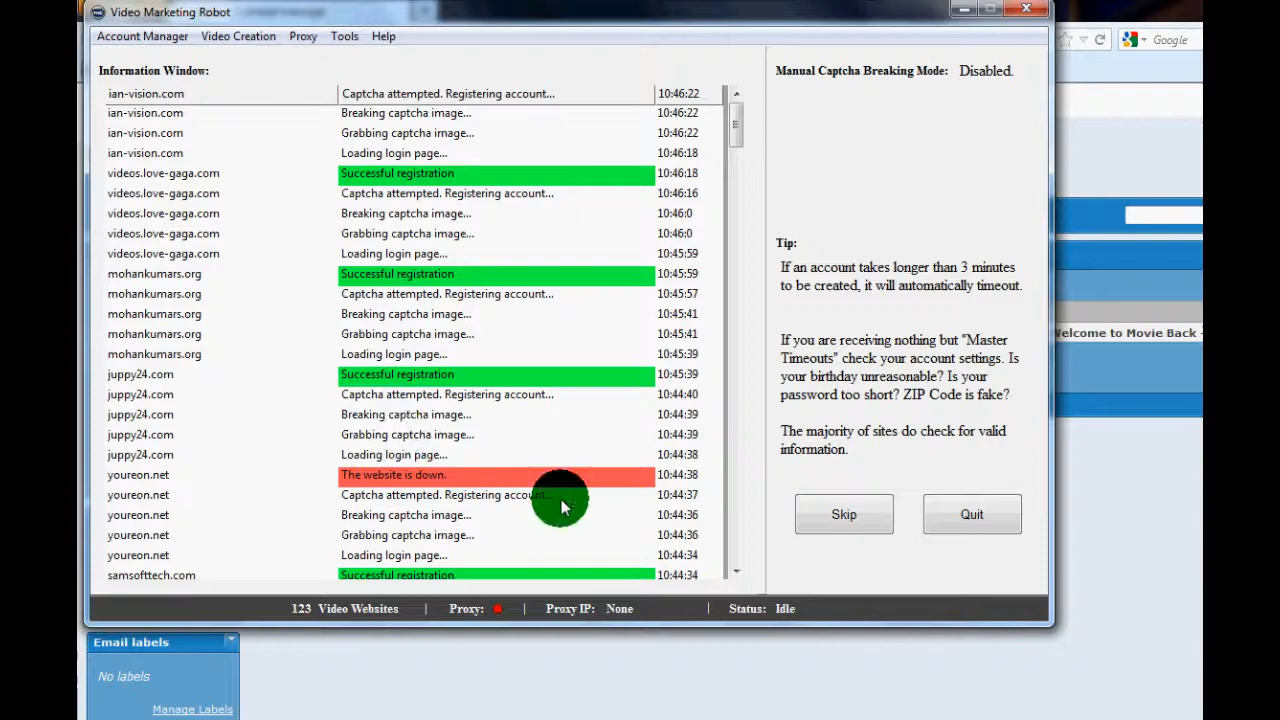 Video Marketing Robot
Account Manager Video Creation Proxy Tools Help
Google
Information Window:
Manual Captcha Breaking Mode: Disabled.
ian-vision.com Captcha attempted. Registering account... 10:46:22
ian-vision.com Breaking captcha image... 10:46:22
ian-vision.com Grabbing captcha image... 10:46:22
ian-vision.com Loading login page... 10:46:18
videos.love-gaga.com Successful registration 10:46:18
videos.love-gaga.com Captcha attempted. Registering account... 10:46:16
videos.love-gaga.com Breaking captcha image... 10:46:0
videos.love-gaga.com Grabbing captcha image... 10:46:0
videos.love-gaga.com Loading login page... 10:45:59
mohankumars.org Successful registration 10:45:59
mohankumars.org Captcha attempted. Registering account... 10:45:57
mohankumars.org Breaking captcha image... 10:45:41
mohankumars.org Grabbing captcha image... 10:45:41
mohankumars.org Loading login page... 10:45:39
juppy24.com Successful registration 10:45:39
juppy24.com Captcha attempted. Registering account... 10:44:40
juppy24.com Breaking captcha image... 10:44:39
juppy24.com Grabbing captcha image... 10:44:39
juppy24.com Loading login page... 10:44:38
youreon.net The website is down. 10:44:38
youreon.net Captcha attempted. Registering account... 10:44:37
youreon.net Breaking captcha image... 10:44:36
youreon.net Grabbing captcha image... 10:44:36
youreon.net Loading login page... 10:44:34
samsofttech.com Successful registration 10:44:34
Tip:
If an account takes longer than 3 minutes
to be created, it will automatically timeout.
If you are receiving nothing but "Master
Timeouts" check your account settings. Is
your birthday unreasonable? Is your
password too short? ZIP Code is fake?
The majority of sites do check for valid
information.
Skip Quit
Welcome to Movie Back -
123 Video Websites | Proxy: | Proxy IP: None | Status: Idle
Email labels
No labels
Manage Labels